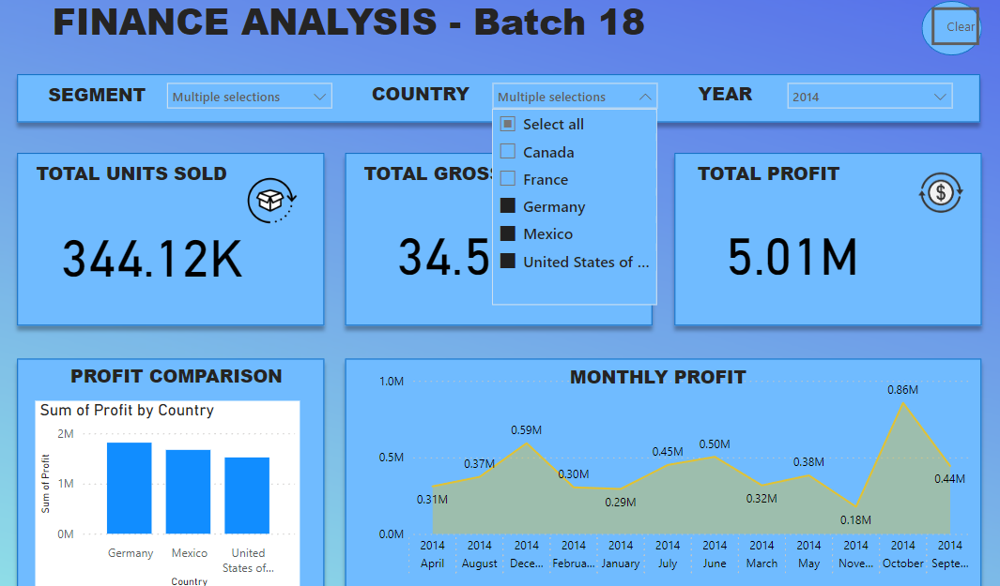 FINANCE ANALYSIS - Batch 18
Clear
SEGMENT
Multiple selections
COUNTRY
Multiple selections
YEAR
2014
Select all
Canada
France
Germany
Mexico
United States of ...
TOTAL UNITS SOLD
344.12K
TOTAL GROS
34.5
TOTAL PROFIT
$
5.01M
PROFIT COMPARISON
Sum of Profit by Country
Sum of Profit
2M
1M
0M
Germany
Mexico
United
States of...
Country
MONTHLY PROFIT
1.0M
0.5M
0.0M
0.31M
0.37M
0.59M
0.30M
0.29M
0.45M
0.50M
0.32M
0.38M
0.18M
0.86M
0.44M
2014 2014 2014 2014 2014 2014 2014 2014 2014 2014 2014 2014
April August Dece... Februa... January July June March May Nove... October Septe...